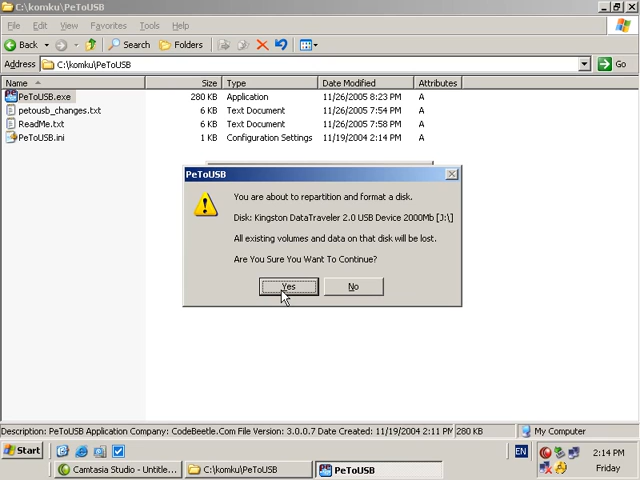 C:\komku\PeToUSB
File Edit View Favorites Tools Help
Back Search Folders
Address C:\komku\PeToUSB Go
Name Size Type Date Modified Attributes
PeToUSB.exe 280 KB Application 11/26/2005 8:23 PM A
petousb_changes.txt 6 KB Text Document 11/26/2005 7:54 PM A
ReadMe.txt 6 KB Text Document 11/26/2005 7:58 PM A
PeToUSB.ini 1 KB Configuration Settings 11/19/2004 2:14 PM A
PeToUSB
You are about to repartition and format a disk.
Disk: Kingston DataTraveler 2.0 USB Device 2000Mb [J:\]
All existing volumes and data on that disk will be lost.
Are You Sure You Want To Continue?
Yes No
Description: PeToUSB Application Company: CodeBeetle.Com File Version: 3.0.0.7 Date Created: 11/19/2004 2:11 PM 280 KB My Computer
Start Camtasia Studio - Untitle... C:\komku\PeToUSB PeToUSB EN 2:14 PM
Friday